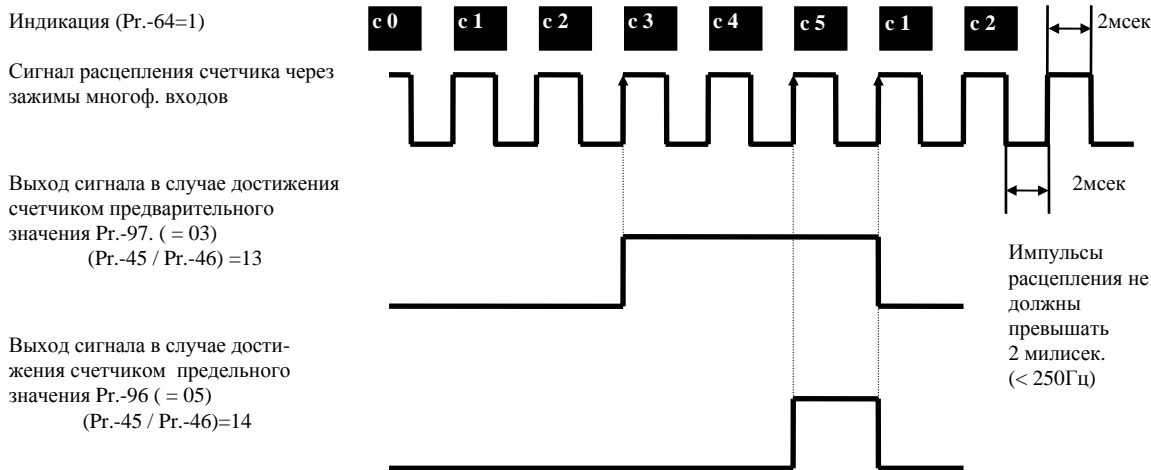 Индикация (Pr.-64=1)
c 0 c 1 c 2 c 3 c 4 c 5 c 1 c 2
2мсек
Сигнал расцепления счетчика через
зажимы многоф. входов
2мсек
Выход сигнала в случае достижения
счетчиком предварительного
значения Pr.-97. ( = 03)
(Pr.-45 / Pr.-46) =13
Импульсы
расцепления не
должны
превышать
2 милисек.
(< 250Гц)
Выход сигнала в случае дости-
жения счетчиком предельного
значения Pr.-96 ( = 05)
(Pr.-45 / Pr.-46)=14